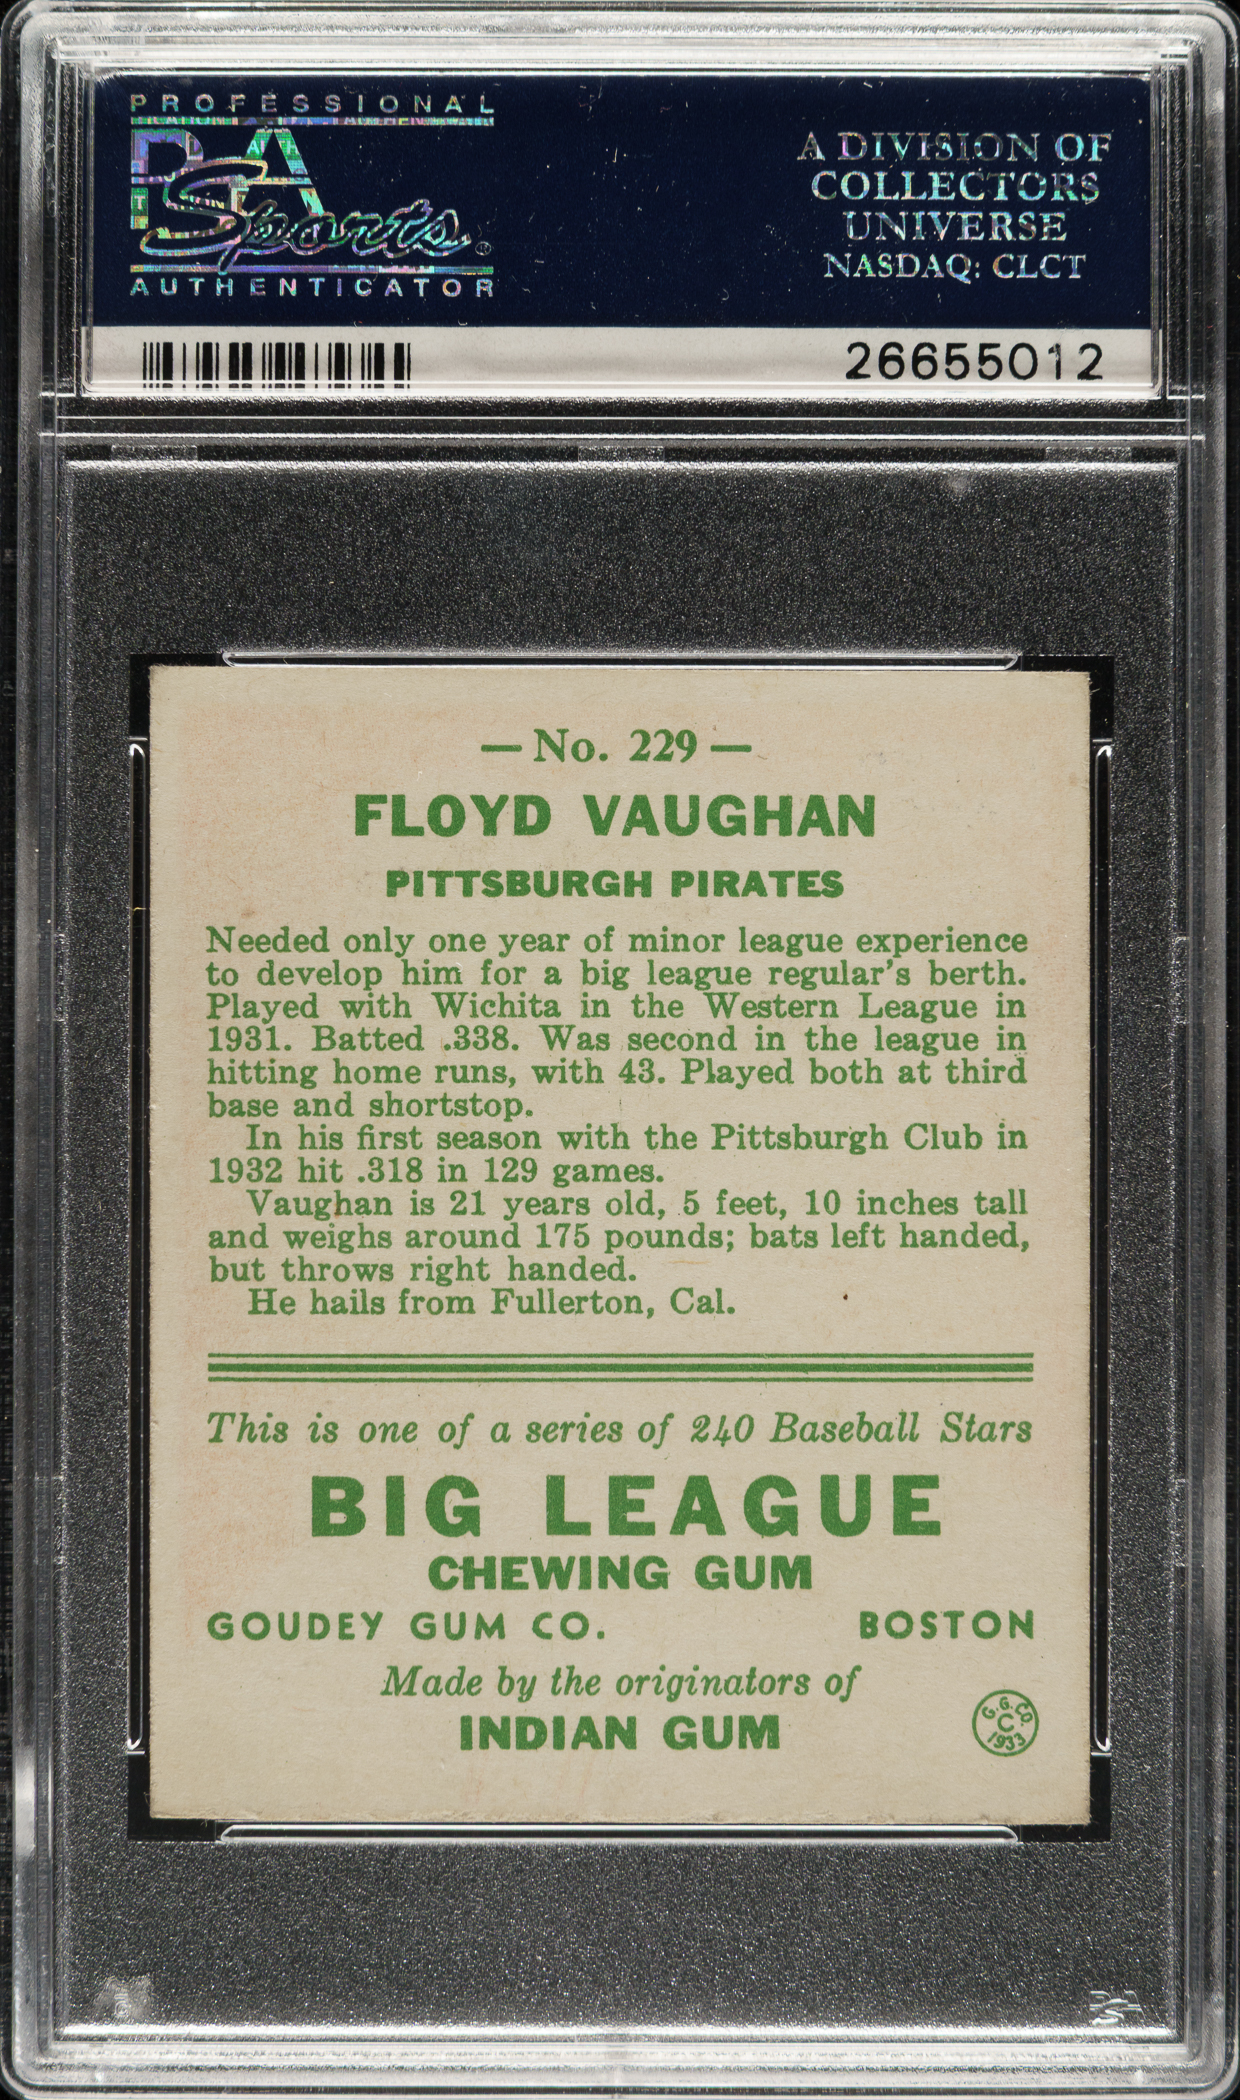 PROFESSIONAL
PSA
Sports®
AUTHENTICATOR
A DIVISION OF
COLLECTORS
UNIVERSE
NASDAQ: CLCT
26655012
— No. 229 —
FLOYD VAUGHAN
PITTSBURGH PIRATES
Needed only one year of minor league experience
to develop him for a big league regular's berth.
Played with Wichita in the Western League in
1931. Batted .338. Was second in the league in
hitting home runs, with 43. Played both at third
base and shortstop.
In his first season with the Pittsburgh Club in
1932 hit .318 in 129 games.
Vaughan is 21 years old, 5 feet, 10 inches tall
and weighs around 175 pounds; bats left handed,
but throws right handed.
He hails from Fullerton, Cal.
This is one of a series of 240 Baseball Stars
BIG LEAGUE
CHEWING GUM
GOUDEY GUM CO. BOSTON
Made by the originators of
INDIAN GUM
G.G.CO.
C
1933
PSA